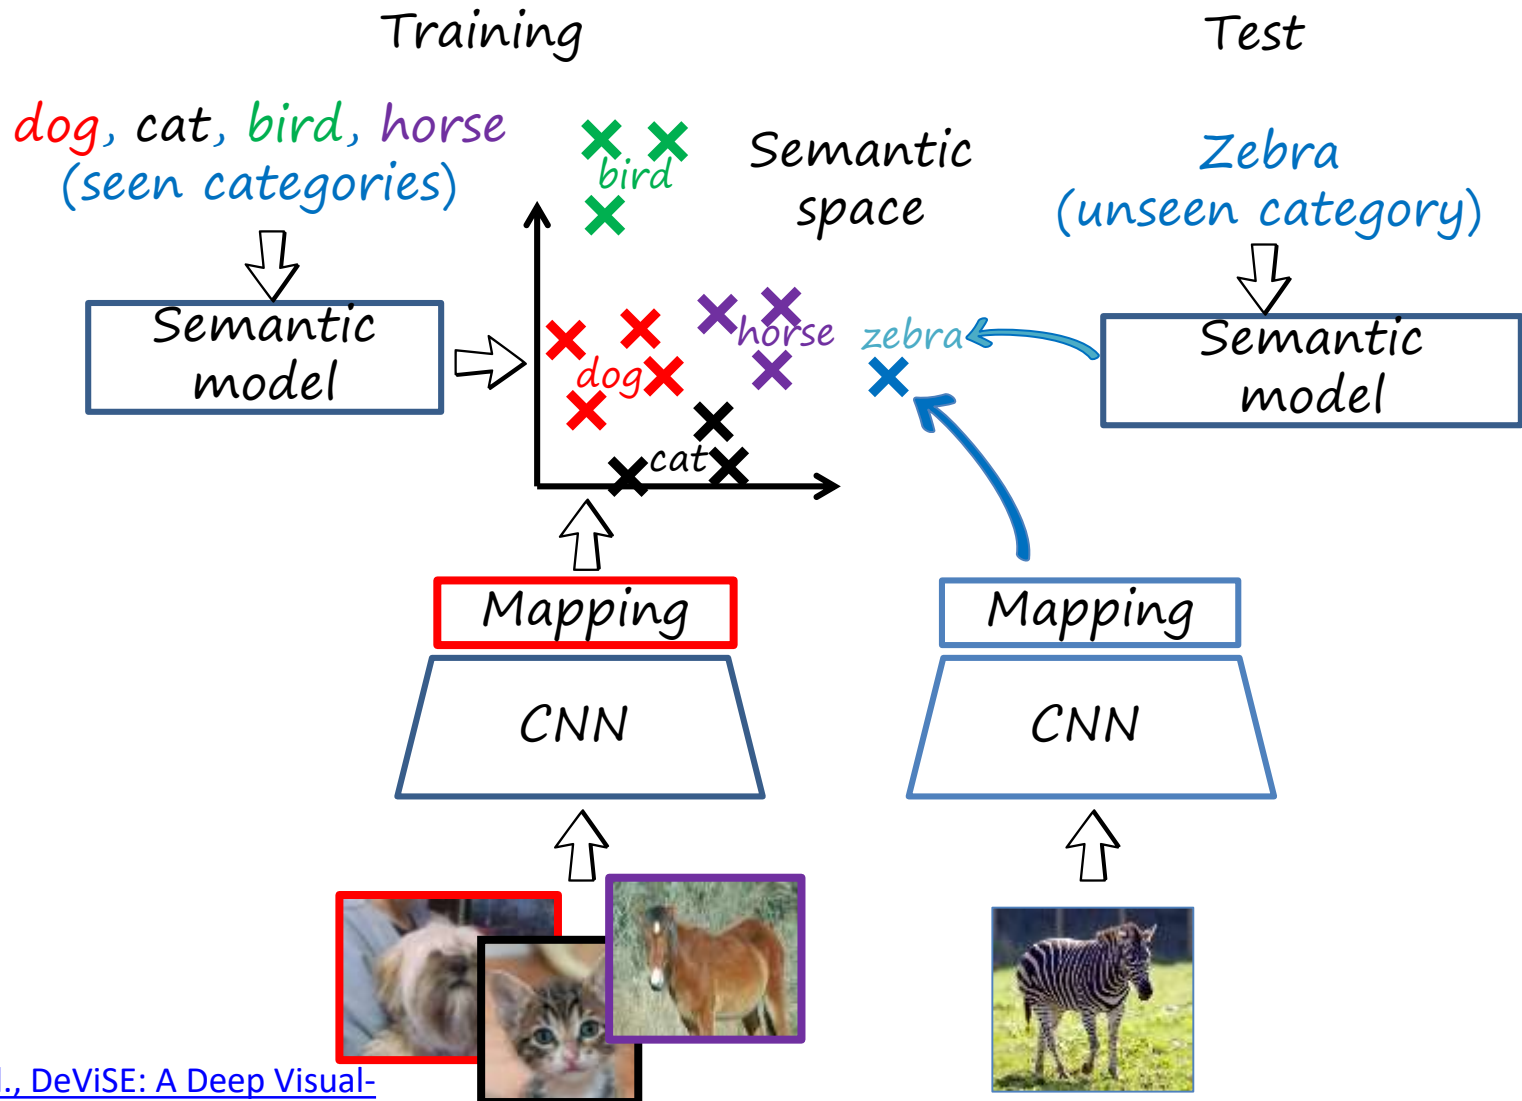 Training
Test
dog, cat, bird, horse
(seen categories)
bird
Semantic
space
Zebra
(unseen category)
Semantic
model
horse
zebra
dog
cat
Semantic
model
Mapping
Mapping
CNN
CNN
l., DeViSE: A Deep Visual-